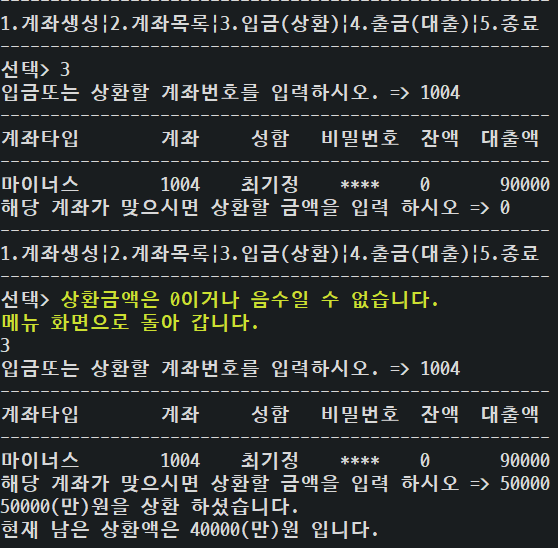 1.계좌생성¦2.계좌목록¦3.입금(상환)¦4.출금(대출)¦5.종료
선택> 3
입금또는 상환할 계좌번호를 입력하시오. => 1004
계좌타입 계좌 성함 비밀번호 잔액 대출액
마이너스 1004 최기정 **** 0 90000
해당 계좌가 맞으시면 상환할 금액을 입력 하시오 => 0
1.계좌생성¦2.계좌목록¦3.입금(상환)¦4.출금(대출)¦5.종료
선택> 상환금액은 0이거나 음수일 수 없습니다.
메뉴 화면으로 돌아 갑니다.
3
입금또는 상환할 계좌번호를 입력하시오. => 1004
계좌타입 계좌 성함 비밀번호 잔액 대출액
마이너스 1004 최기정 **** 0 90000
해당 계좌가 맞으시면 상환할 금액을 입력 하시오 => 50000
50000(만)원을 상환 하셨습니다.
현재 남은 상환액은 40000(만)원 입니다.